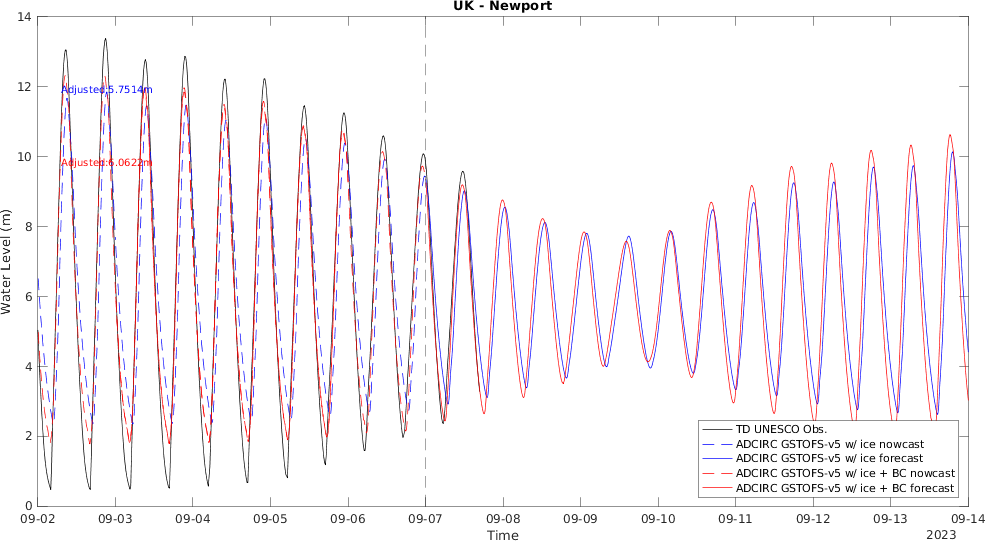 UK - Newport
14
12
10
8
6
4
2
0
Water Level (m)
Adjusted:5.7514m
Adjusted:6.0622m
TD UNESCO Obs.
ADCIRC GSTOFS-v5 w/ ice nowcast
ADCIRC GSTOFS-v5 w/ ice forecast
ADCIRC GSTOFS-v5 w/ ice + BC nowcast
ADCIRC GSTOFS-v5 w/ ice + BC forecast
09-02 09-03 09-04 09-05 09-06 09-07 09-08 09-09 09-10 09-11 09-12 09-13 09-14
Time
2023